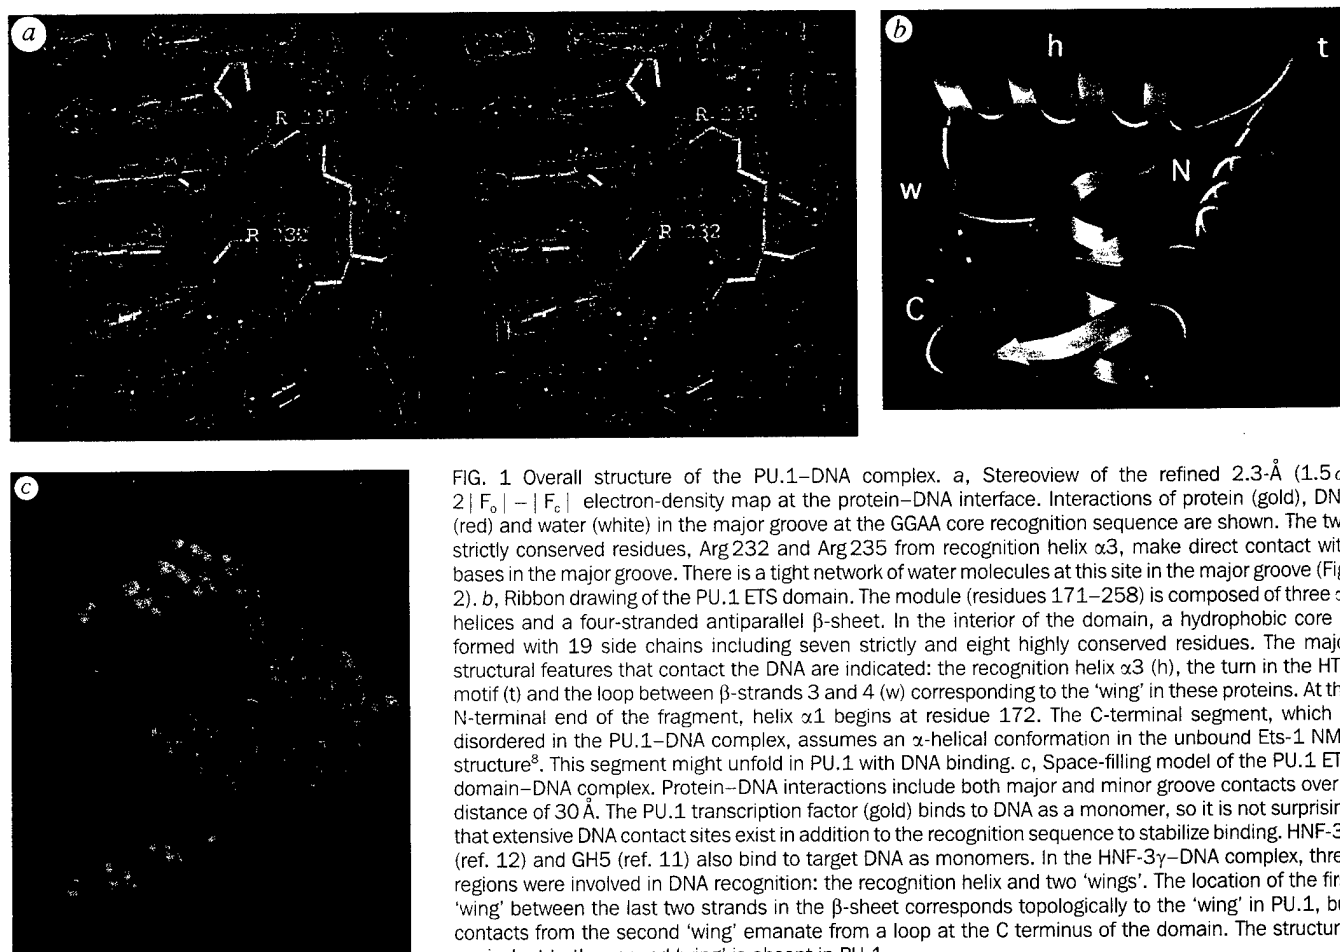 a
b
h
t
R 235
R 235
N
w
R 232
R 232
C
c
FIG. 1 Overall structure of the PU.1–DNA complex. a, Stereoview of the refined 2.3-Å (1.5
2|Fo| – |Fc| electron-density map at the protein–DNA interface. Interactions of protein (gold),
(red) and water (white) in the major groove at the GGAA core recognition sequence are shown. The
strictly conserved residues, Arg 232 and Arg 235 from recognition helix α3, make direct contact
bases in the major groove. There is a tight network of water molecules at this site in the major groove
2). b, Ribbon drawing of the PU.1 ETS domain. The module (residues 171–258) is composed of three
helices and a four-stranded antiparallel β-sheet. In the interior of the domain, a hydrophobic core
formed with 19 side chains including seven strictly and eight highly conserved residues. The
structural features that contact the DNA are indicated: the recognition helix α3 (h), the turn in the
motif (t) and the loop between β-strands 3 and 4 (w) corresponding to the ‘wing’ in these proteins. At
N-terminal end of the fragment, helix α1 begins at residue 172. The C-terminal segment, which
disordered in the PU.1–DNA complex, assumes an α-helical conformation in the unbound Ets-1
structure⁸. This segment might unfold in PU.1 with DNA binding. c, Space-filling model of the PU.1
domain–DNA complex. Protein–DNA interactions include both major and minor groove contacts over
distance of 30 Å. The PU.1 transcription factor (gold) binds to DNA as a monomer, so it is not
that extensive DNA contact sites exist in addition to the recognition sequence to stabilize binding.
(ref. 12) and GH5 (ref. 11) also bind to target DNA as monomers. In the HNF-3γ–DNA complex,
regions were involved in DNA recognition: the recognition helix and two ‘wings’. The location of the
‘wing’ between the last two strands in the β-sheet corresponds topologically to the ‘wing’ in PU.1,
contacts from the second ‘wing’ emanate from a loop at the C terminus of the domain. The